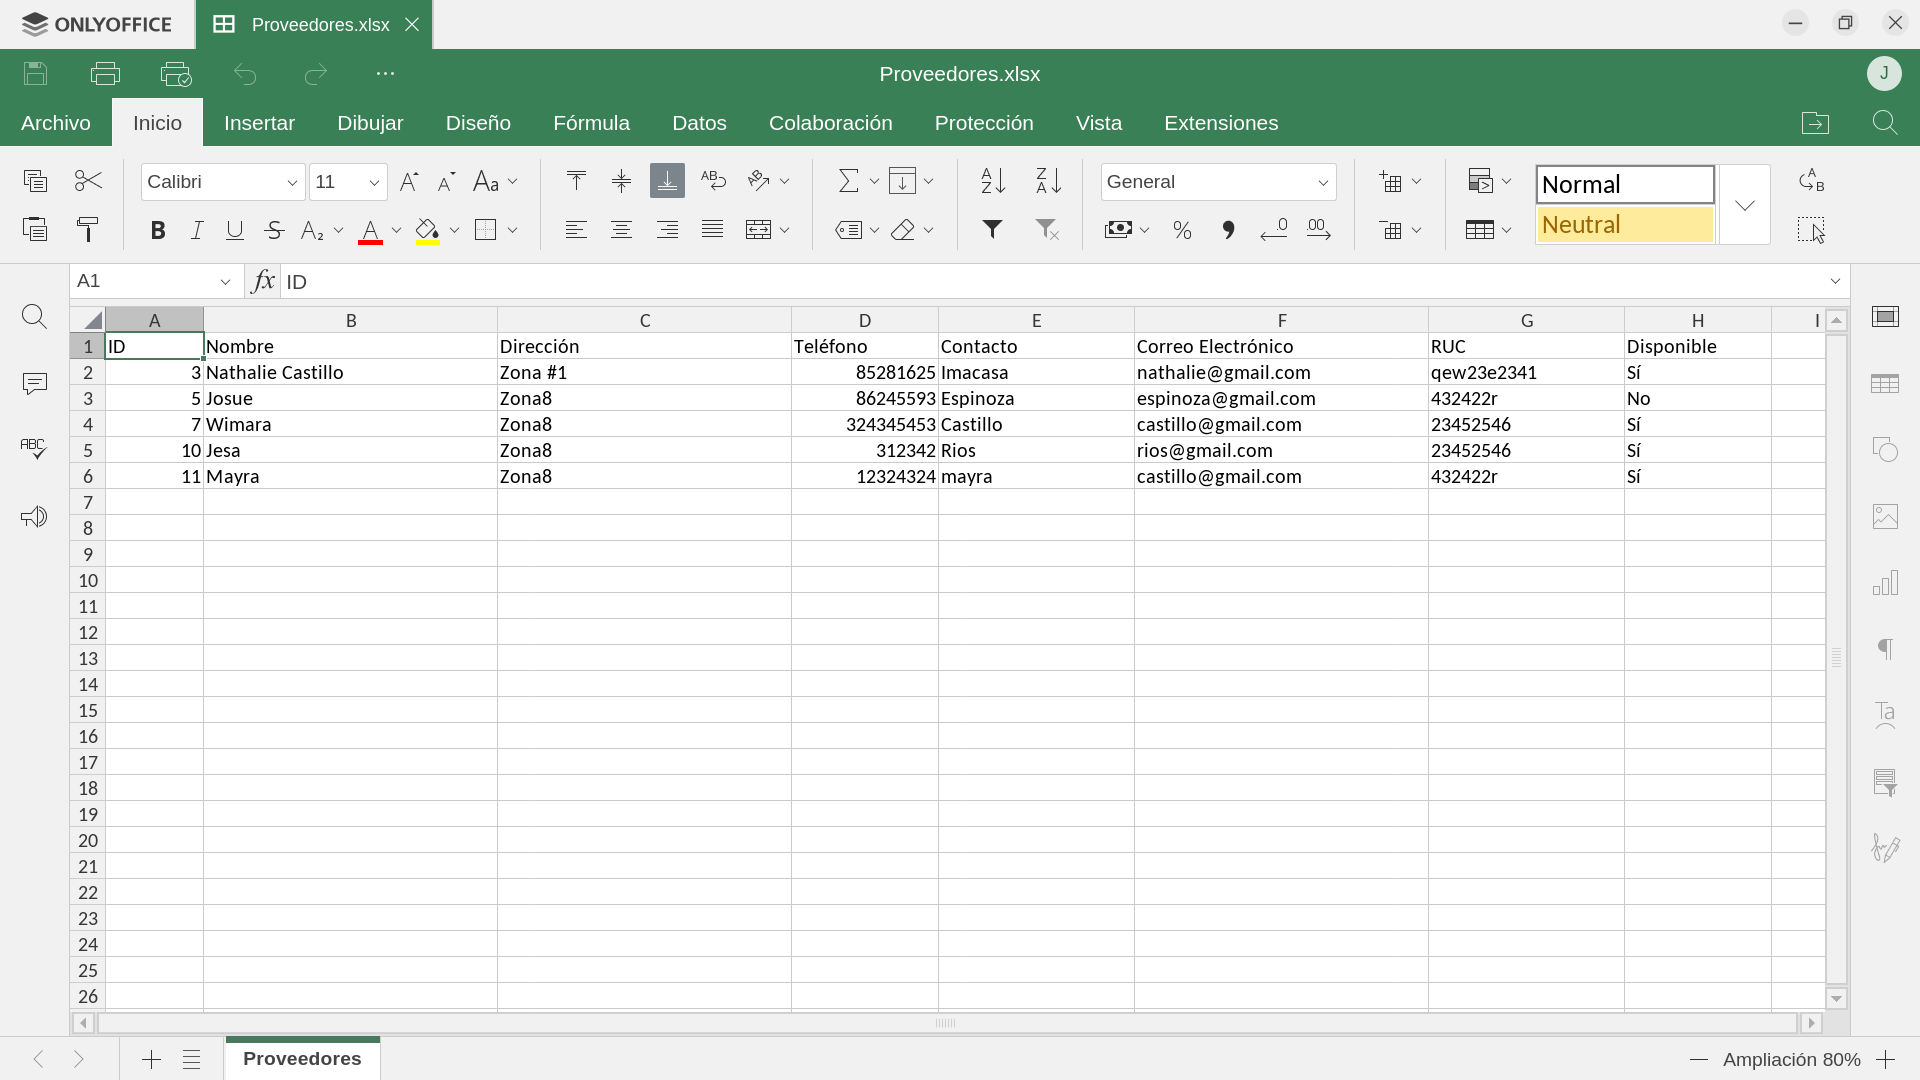 ONLYOFFICE Proveedores.xlsx
Proveedores.xlsx J
Archivo Inicio Insertar Dibujar Diseño Fórmula Datos Colaboración Protección Vista Extensiones
Calibri 11 General Normal
Neutral
A1 fx ID
A B C D E F G H I
1 ID Nombre Dirección Teléfono Contacto Correo Electrónico RUC Disponible
2 3 Nathalie Castillo Zona #1 85281625 Imacasa nathalie@gmail.com qew23e2341 Sí
3 5 Josue Zona8 86245593 Espinoza espinoza@gmail.com 432422r No
4 7 Wimara Zona8 324345453 Castillo castillo@gmail.com 23452546 Sí
5 10 Jesa Zona8 312342 Rios rios@gmail.com 23452546 Sí
6 11 Mayra Zona8 12324324 mayra castillo@gmail.com 432422r Sí
7
8
9
10
11
12
13
14
15
16
17
18
19
20
21
22
23
24
25
26
Proveedores Ampliación 80%